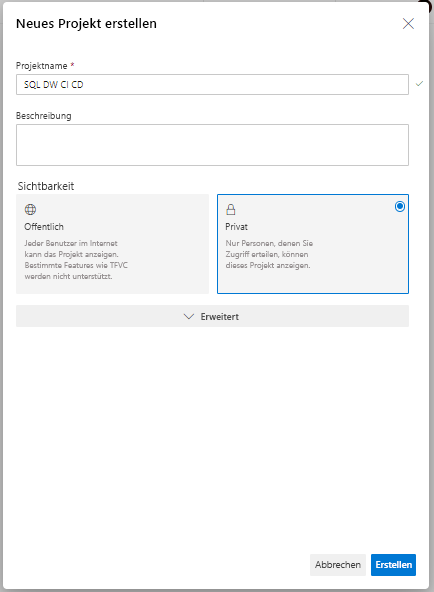 Neues Projekt erstellen
Projektname *
SQL DW CI CD
Beschreibung
Sichtbarkeit
Öffentlich
Jeder Benutzer im Internet
kann das Projekt anzeigen.
Bestimmte Features wie TFVC
werden nicht unterstützt.
Privat
Nur Personen, denen Sie
Zugriff erteilen, können
dieses Projekt anzeigen.
Erweitert
Abbrechen
Erstellen